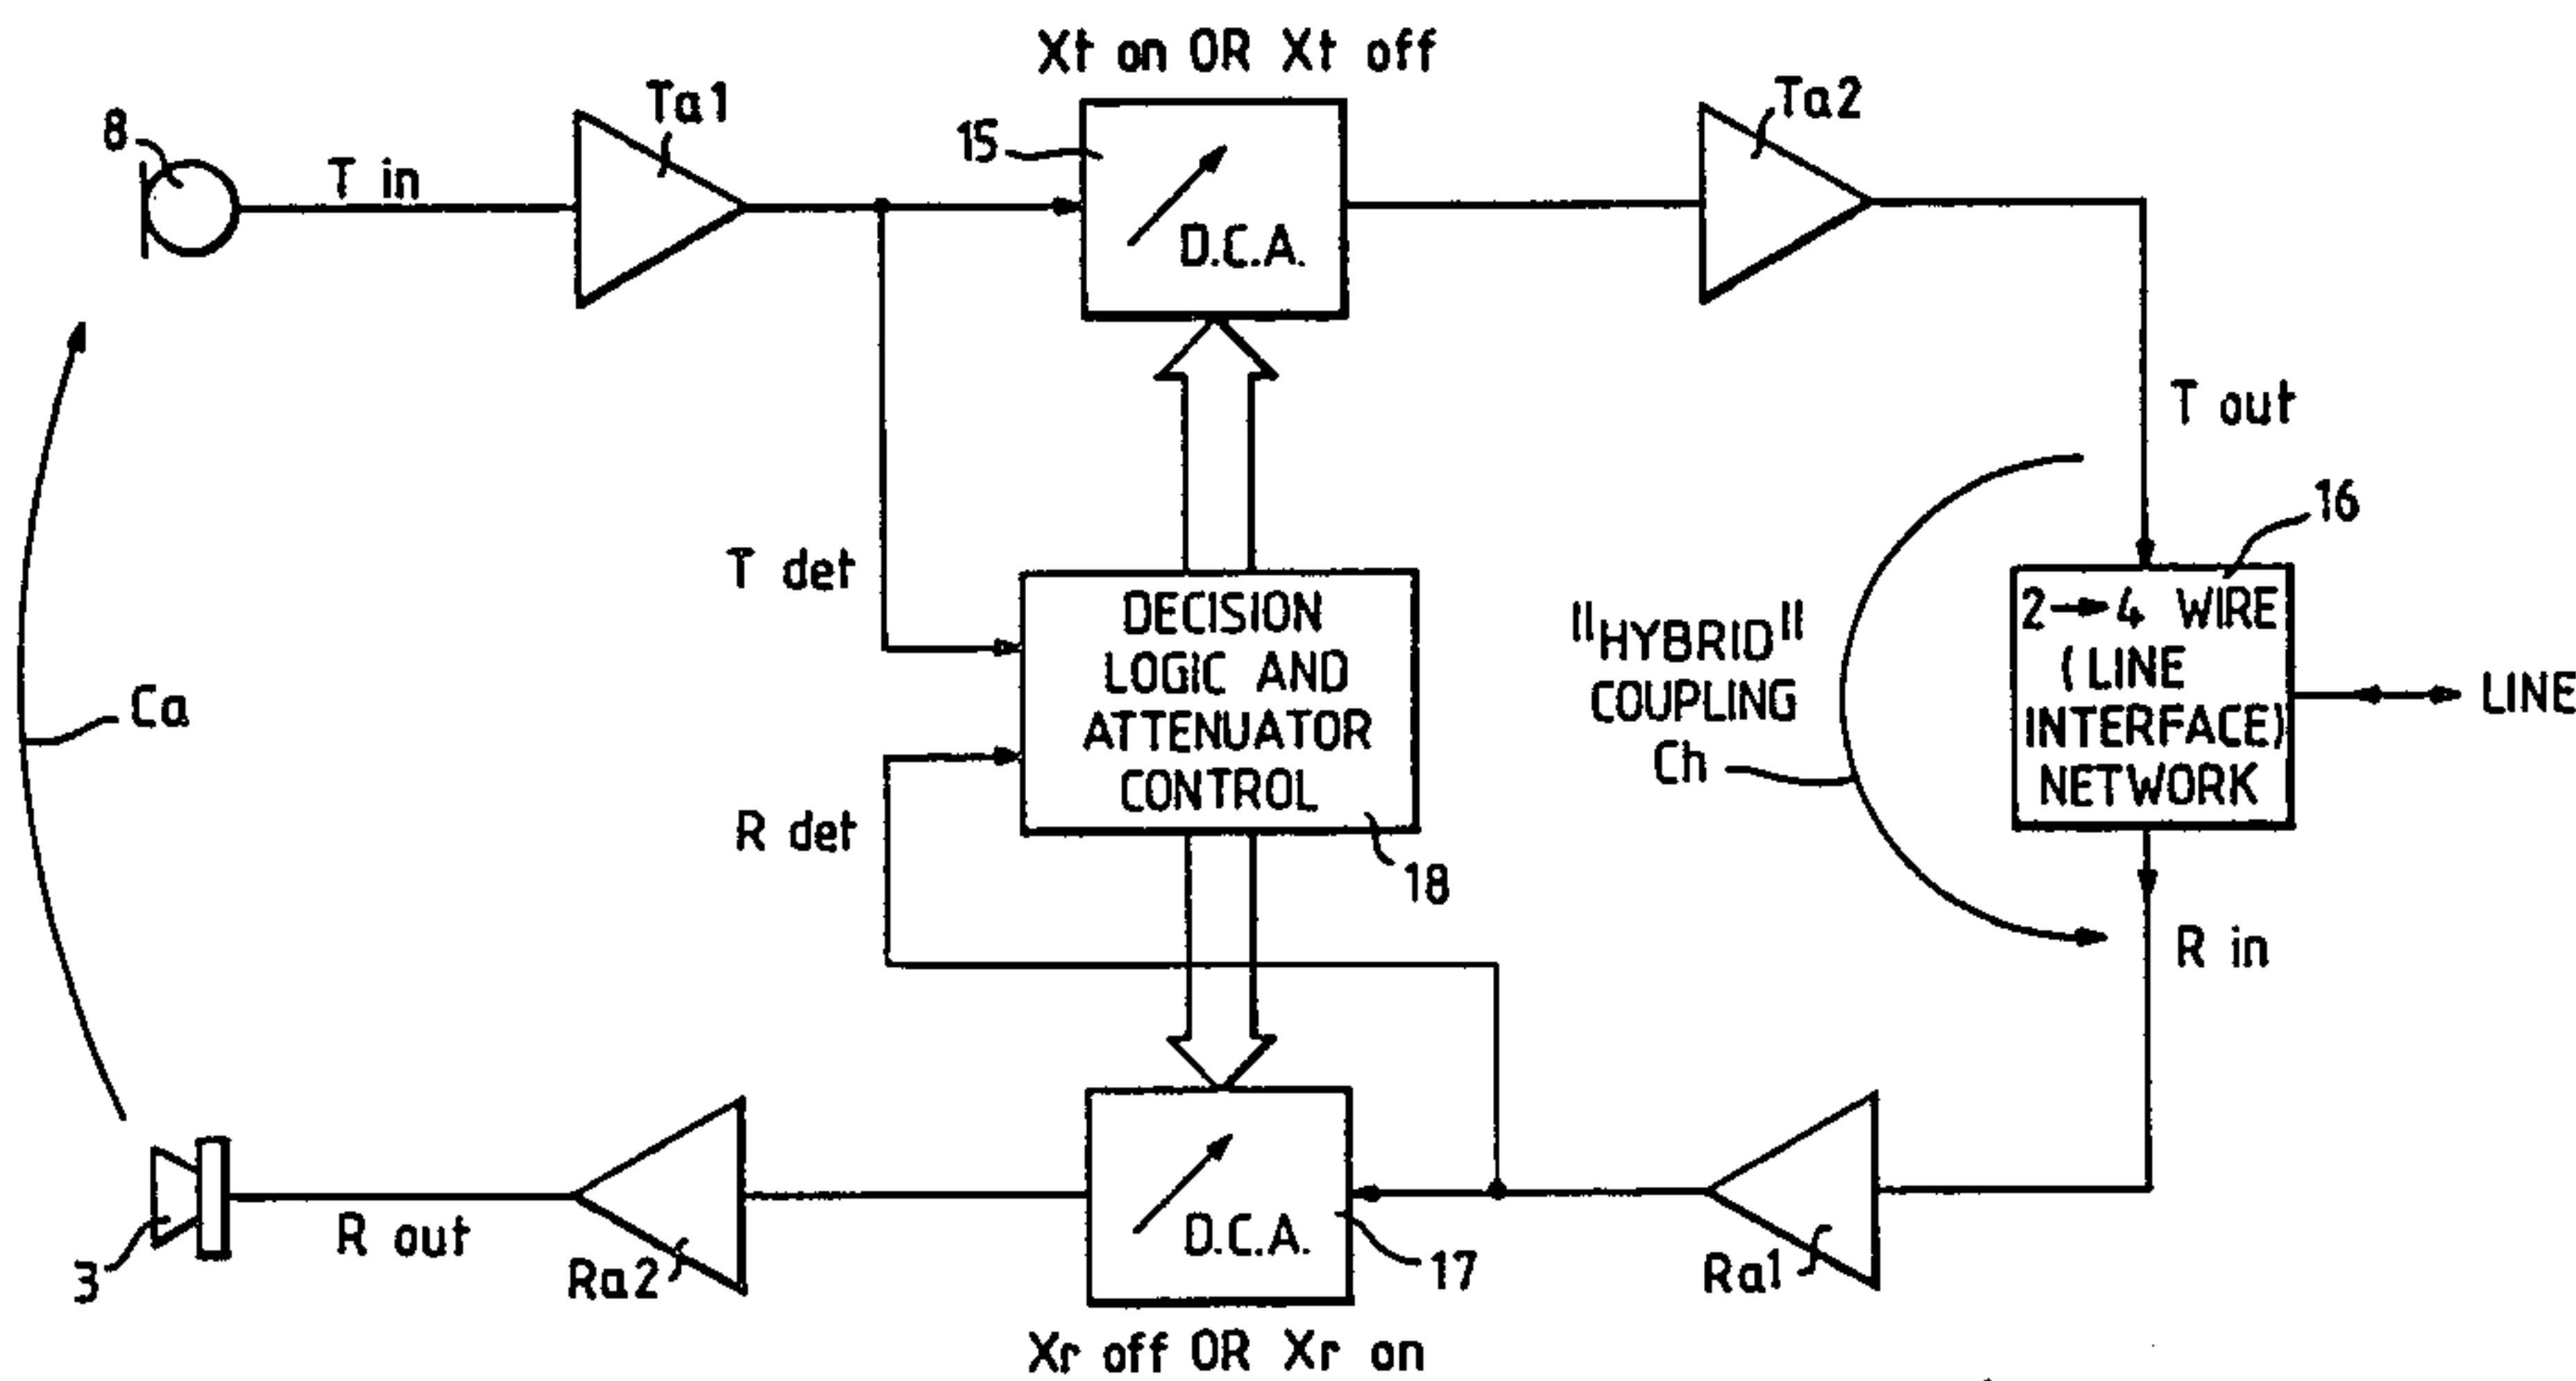 Xt on OR Xt off
8
T in
Ta1
15
D.C.A.
Ta2
T out
16
T det
DECISION
LOGIC AND
ATTENUATOR
CONTROL
18
"HYBRID"
COUPLING
Ch
2→4 WIRE
(LINE
INTERFACE)
NETWORK
LINE
Ca
R det
R in
3
R out
Ra2
D.C.A.
17
Ra1
Xr off OR Xr on